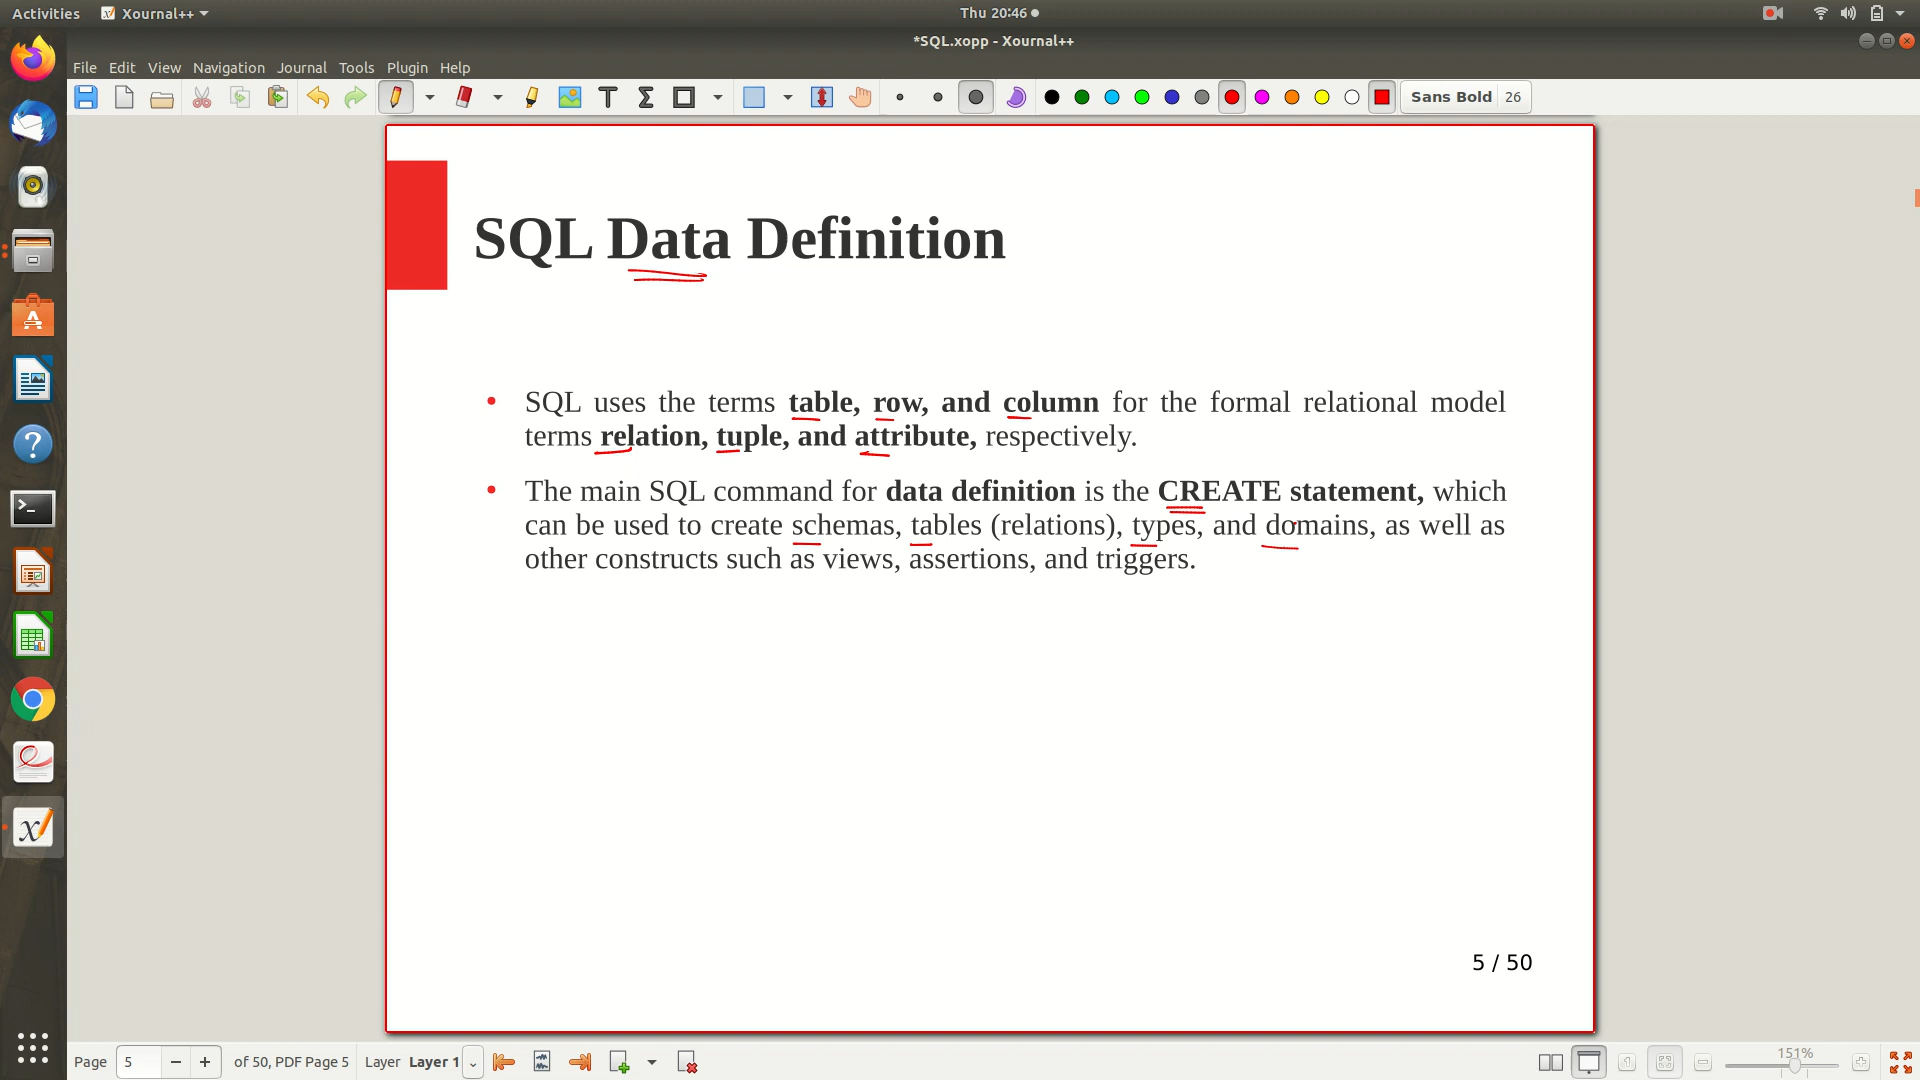 Activities Xournal++ Thu 20:46
*SQL.xopp - Xournal++
File Edit View Navigation Journal Tools Plugin Help
Sans Bold 26
SQL Data Definition
• SQL uses the terms table, row, and column for the formal relational model
terms relation, tuple, and attribute, respectively.
• The main SQL command for data definition is the CREATE statement, which
can be used to create schemas, tables (relations), types, and domains, as well as
other constructs such as views, assertions, and triggers.
5 / 50
Page 5 − + of 50, PDF Page 5 Layer Layer 1 151%